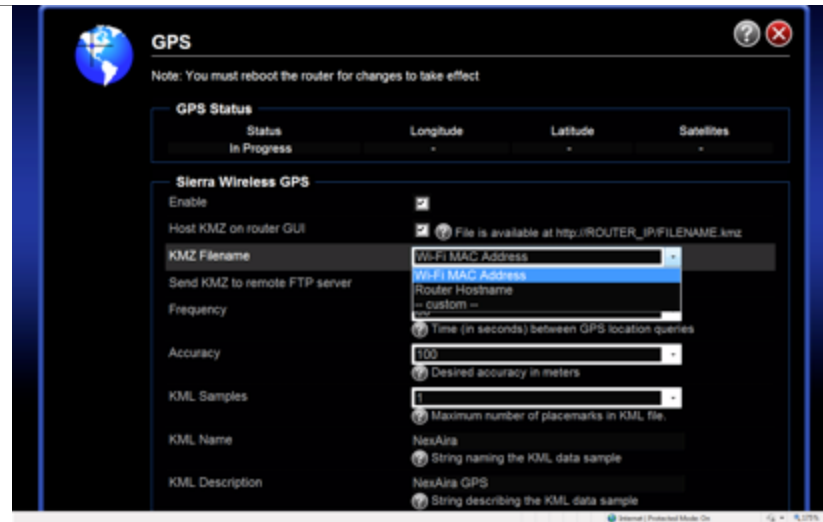 GPS
Note: You must reboot the router for changes to take effect
GPS Status
Status Longitude Latitude Satellites
In Progress - - -
Sierra Wireless GPS
Enable
Host KMZ on router GUI File is available at http://ROUTER_IP/FILENAME.kmz
KMZ Filename Wi-Fi MAC Address
Wi-Fi MAC Address
Send KMZ to remote FTP server
Router Hostname
-- custom --
Frequency
Time (in seconds) between GPS location queries
Accuracy 100
Desired accuracy in meters
KML Samples 1
Maximum number of placemarks in KML file.
KML Name NexAira
String naming the KML data sample
KML Description NexAira GPS
String describing the KML data sample
Internet | Protected Mode: On